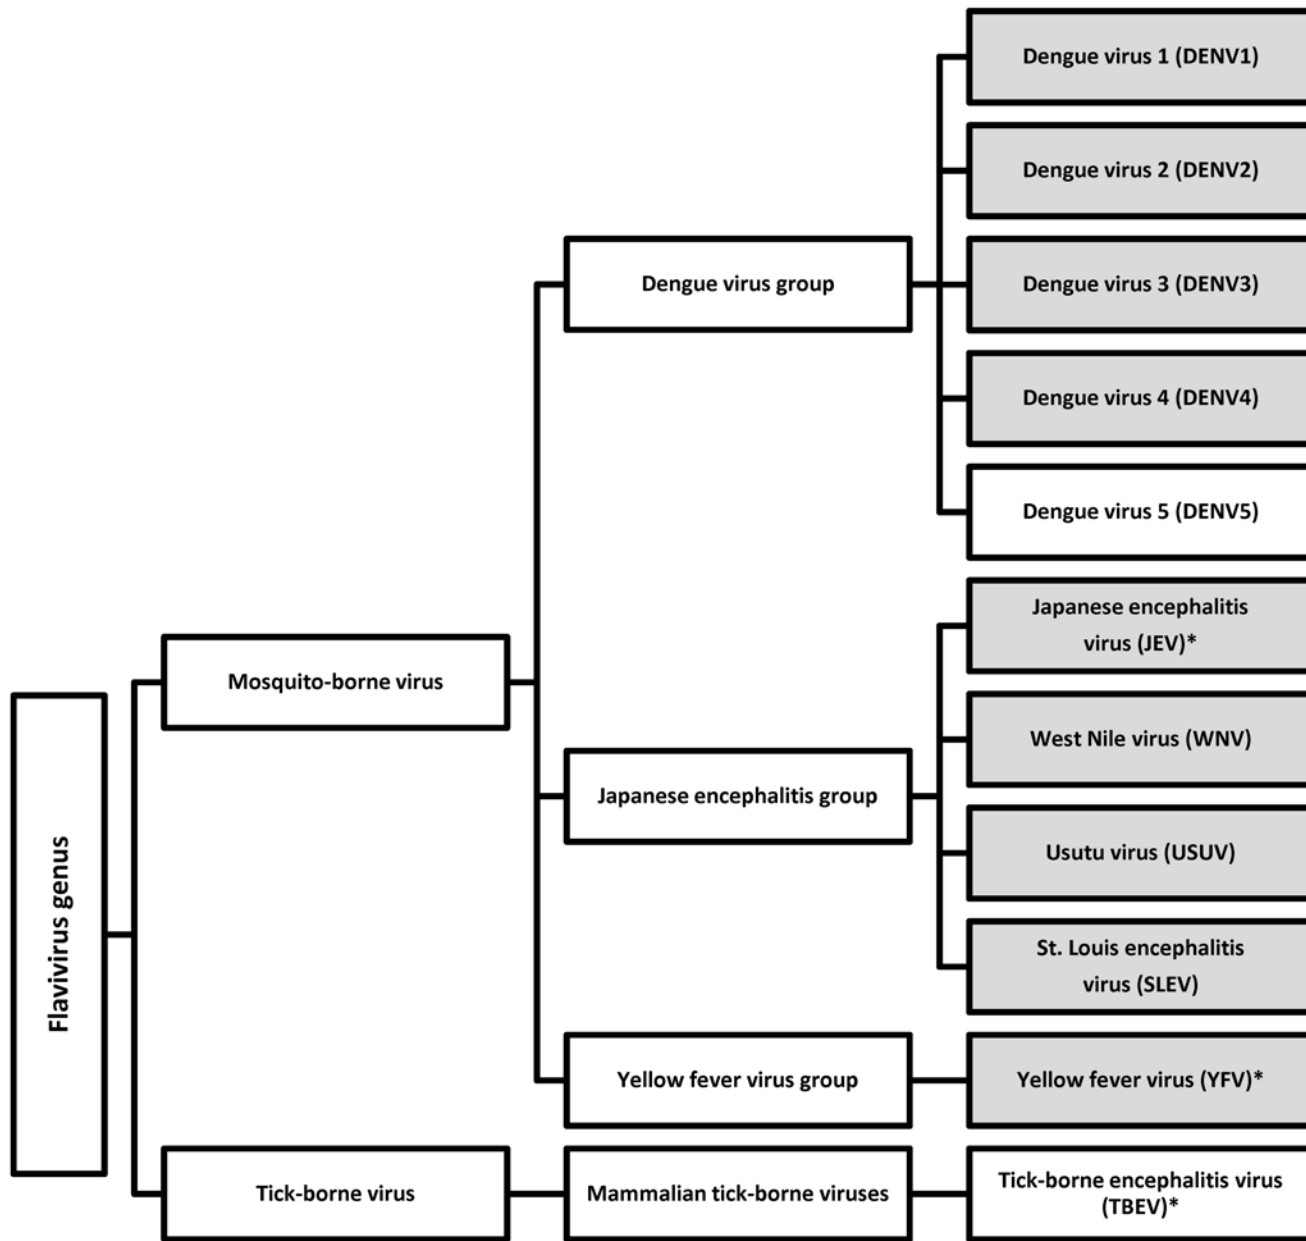 Dengue virus 1 (DENV1)
Dengue virus 2 (DENV2)
Dengue virus group
Dengue virus 3 (DENV3)
Dengue virus 4 (DENV4)
Dengue virus 5 (DENV5)
Japanese encephalitis
virus (JEV)*
Mosquito-borne virus
West Nile virus (WNV)
Japanese encephalitis group
Usutu virus (USUV)
Flavivirus genus
St. Louis encephalitis
virus (SLEV)
Yellow fever virus group
Yellow fever virus (YFV)*
Tick-borne virus
Mammalian tick-borne viruses
Tick-borne encephalitis virus
(TBEV)*